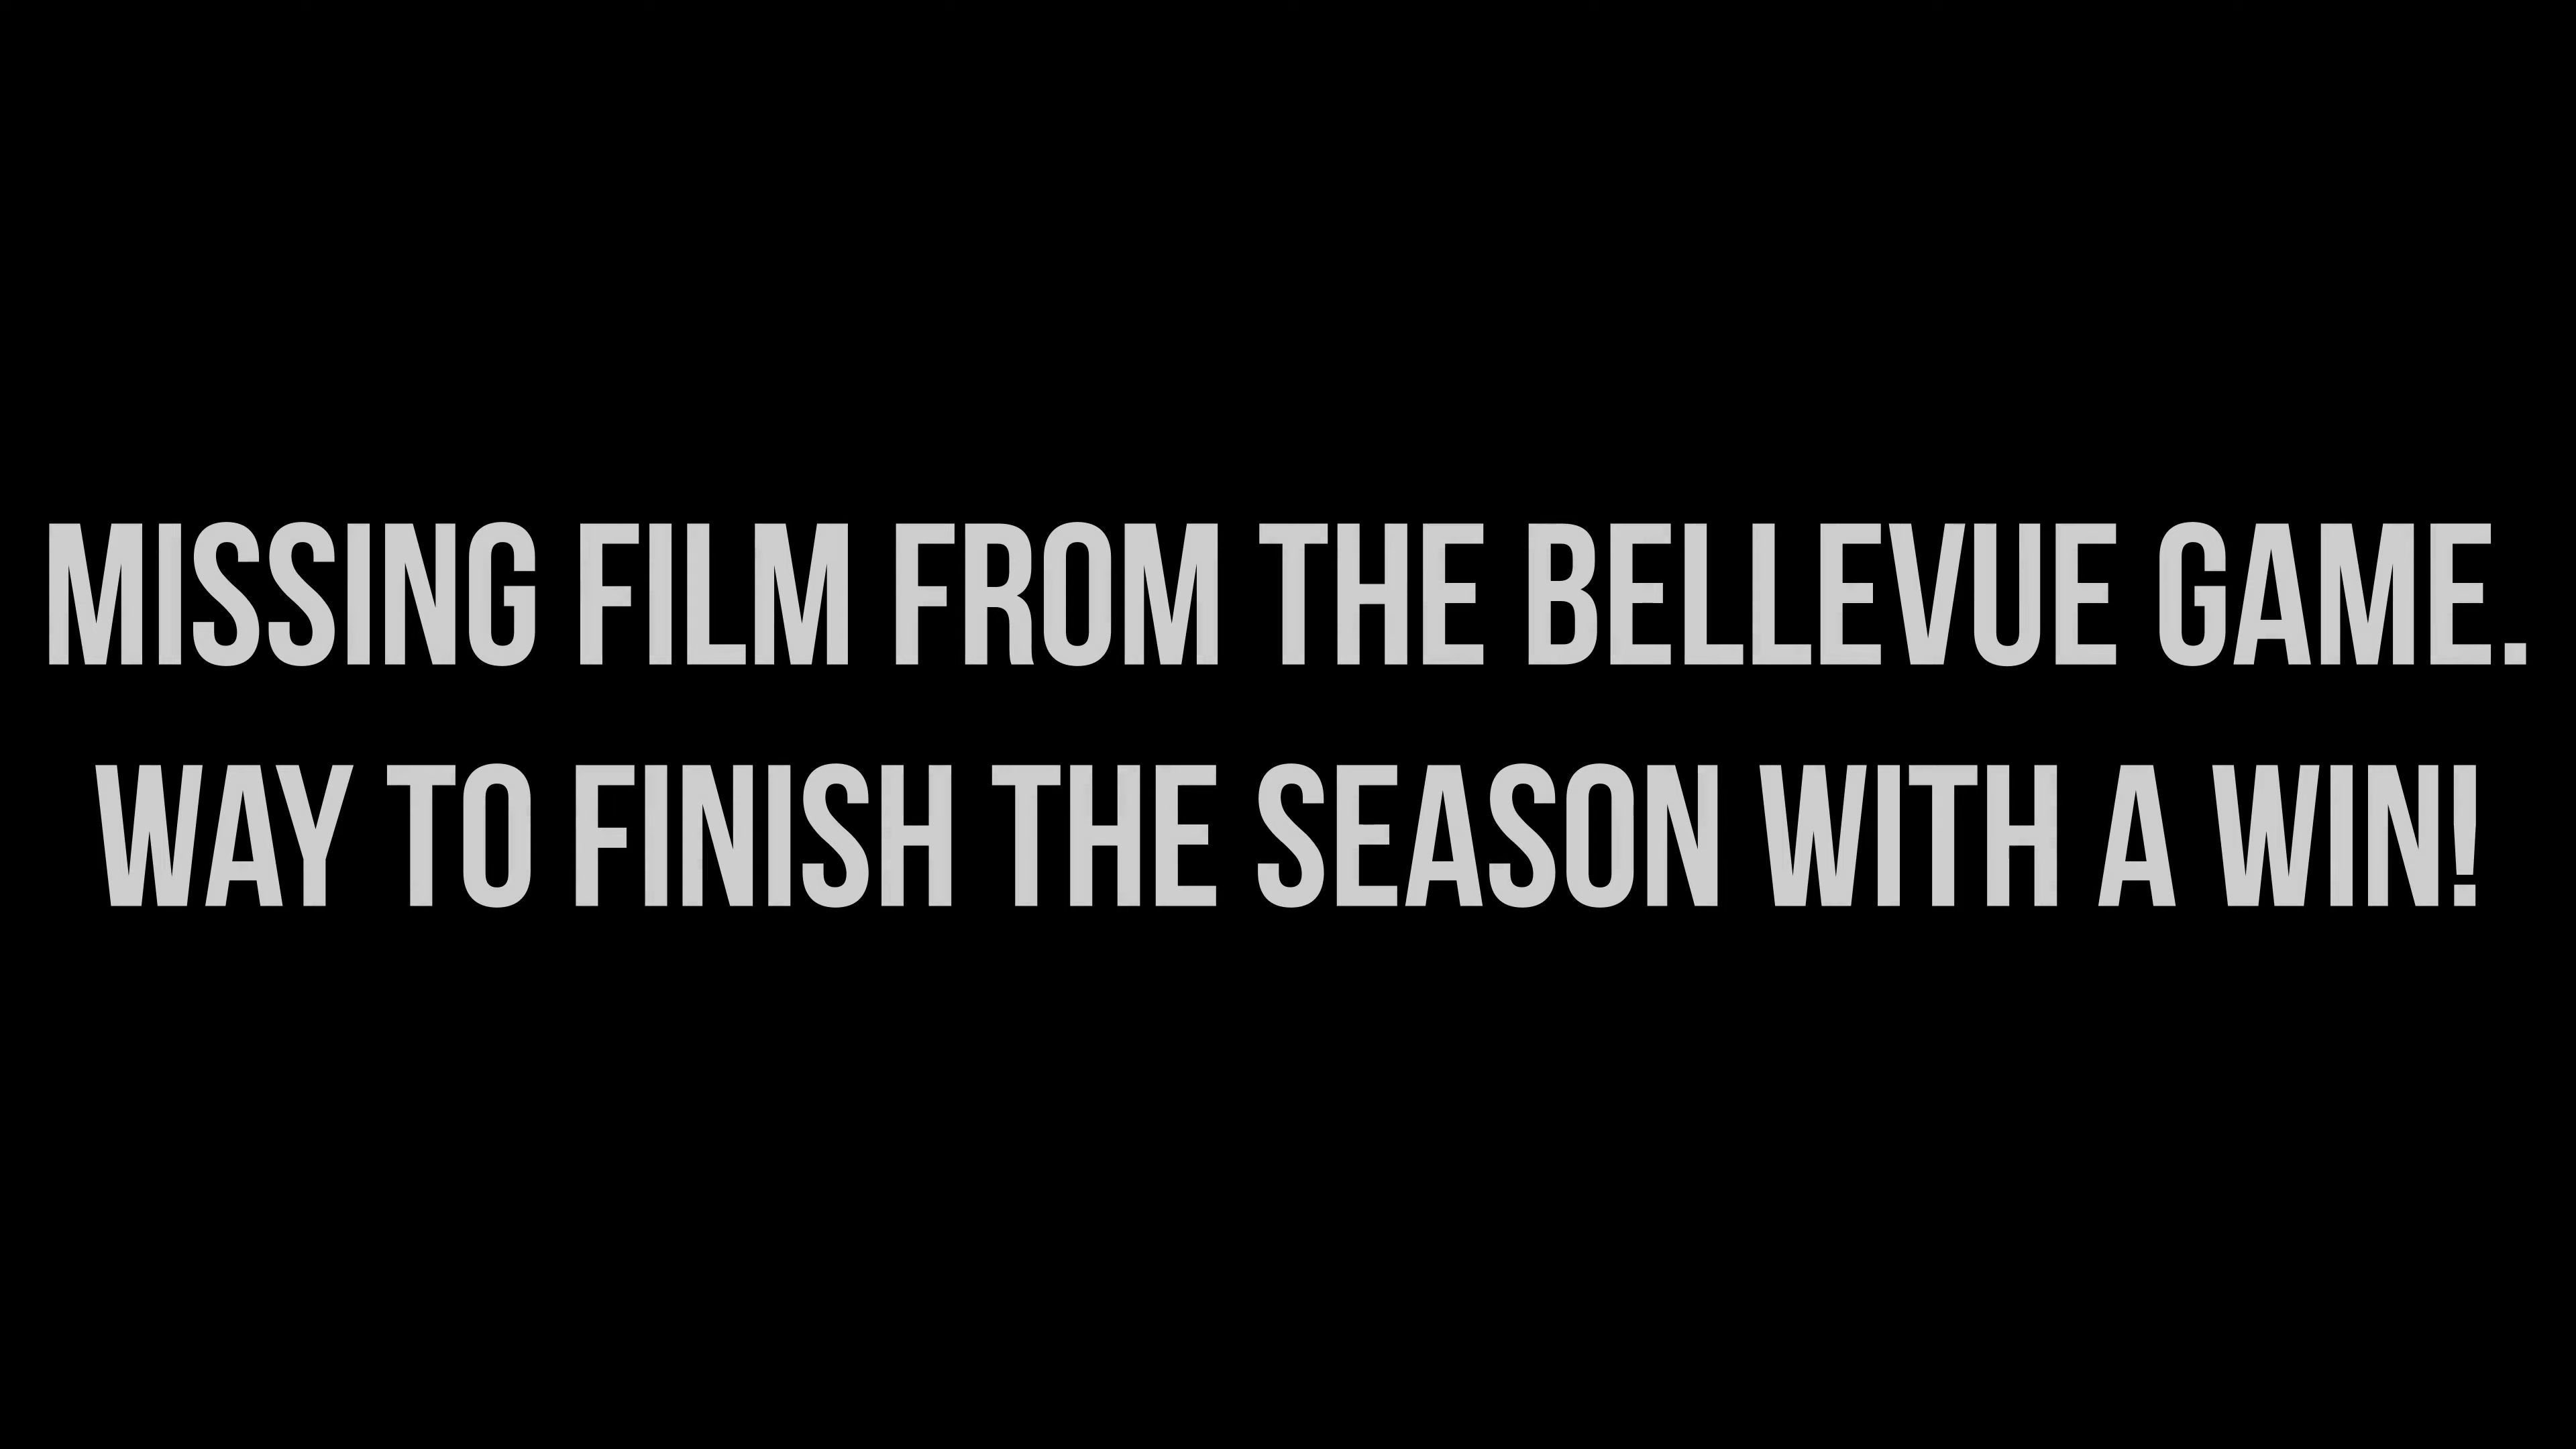 MISSING FILM FROM THE BELLEVUE GAME.
WAY TO FINISH THE SEASON WITH A WIN!